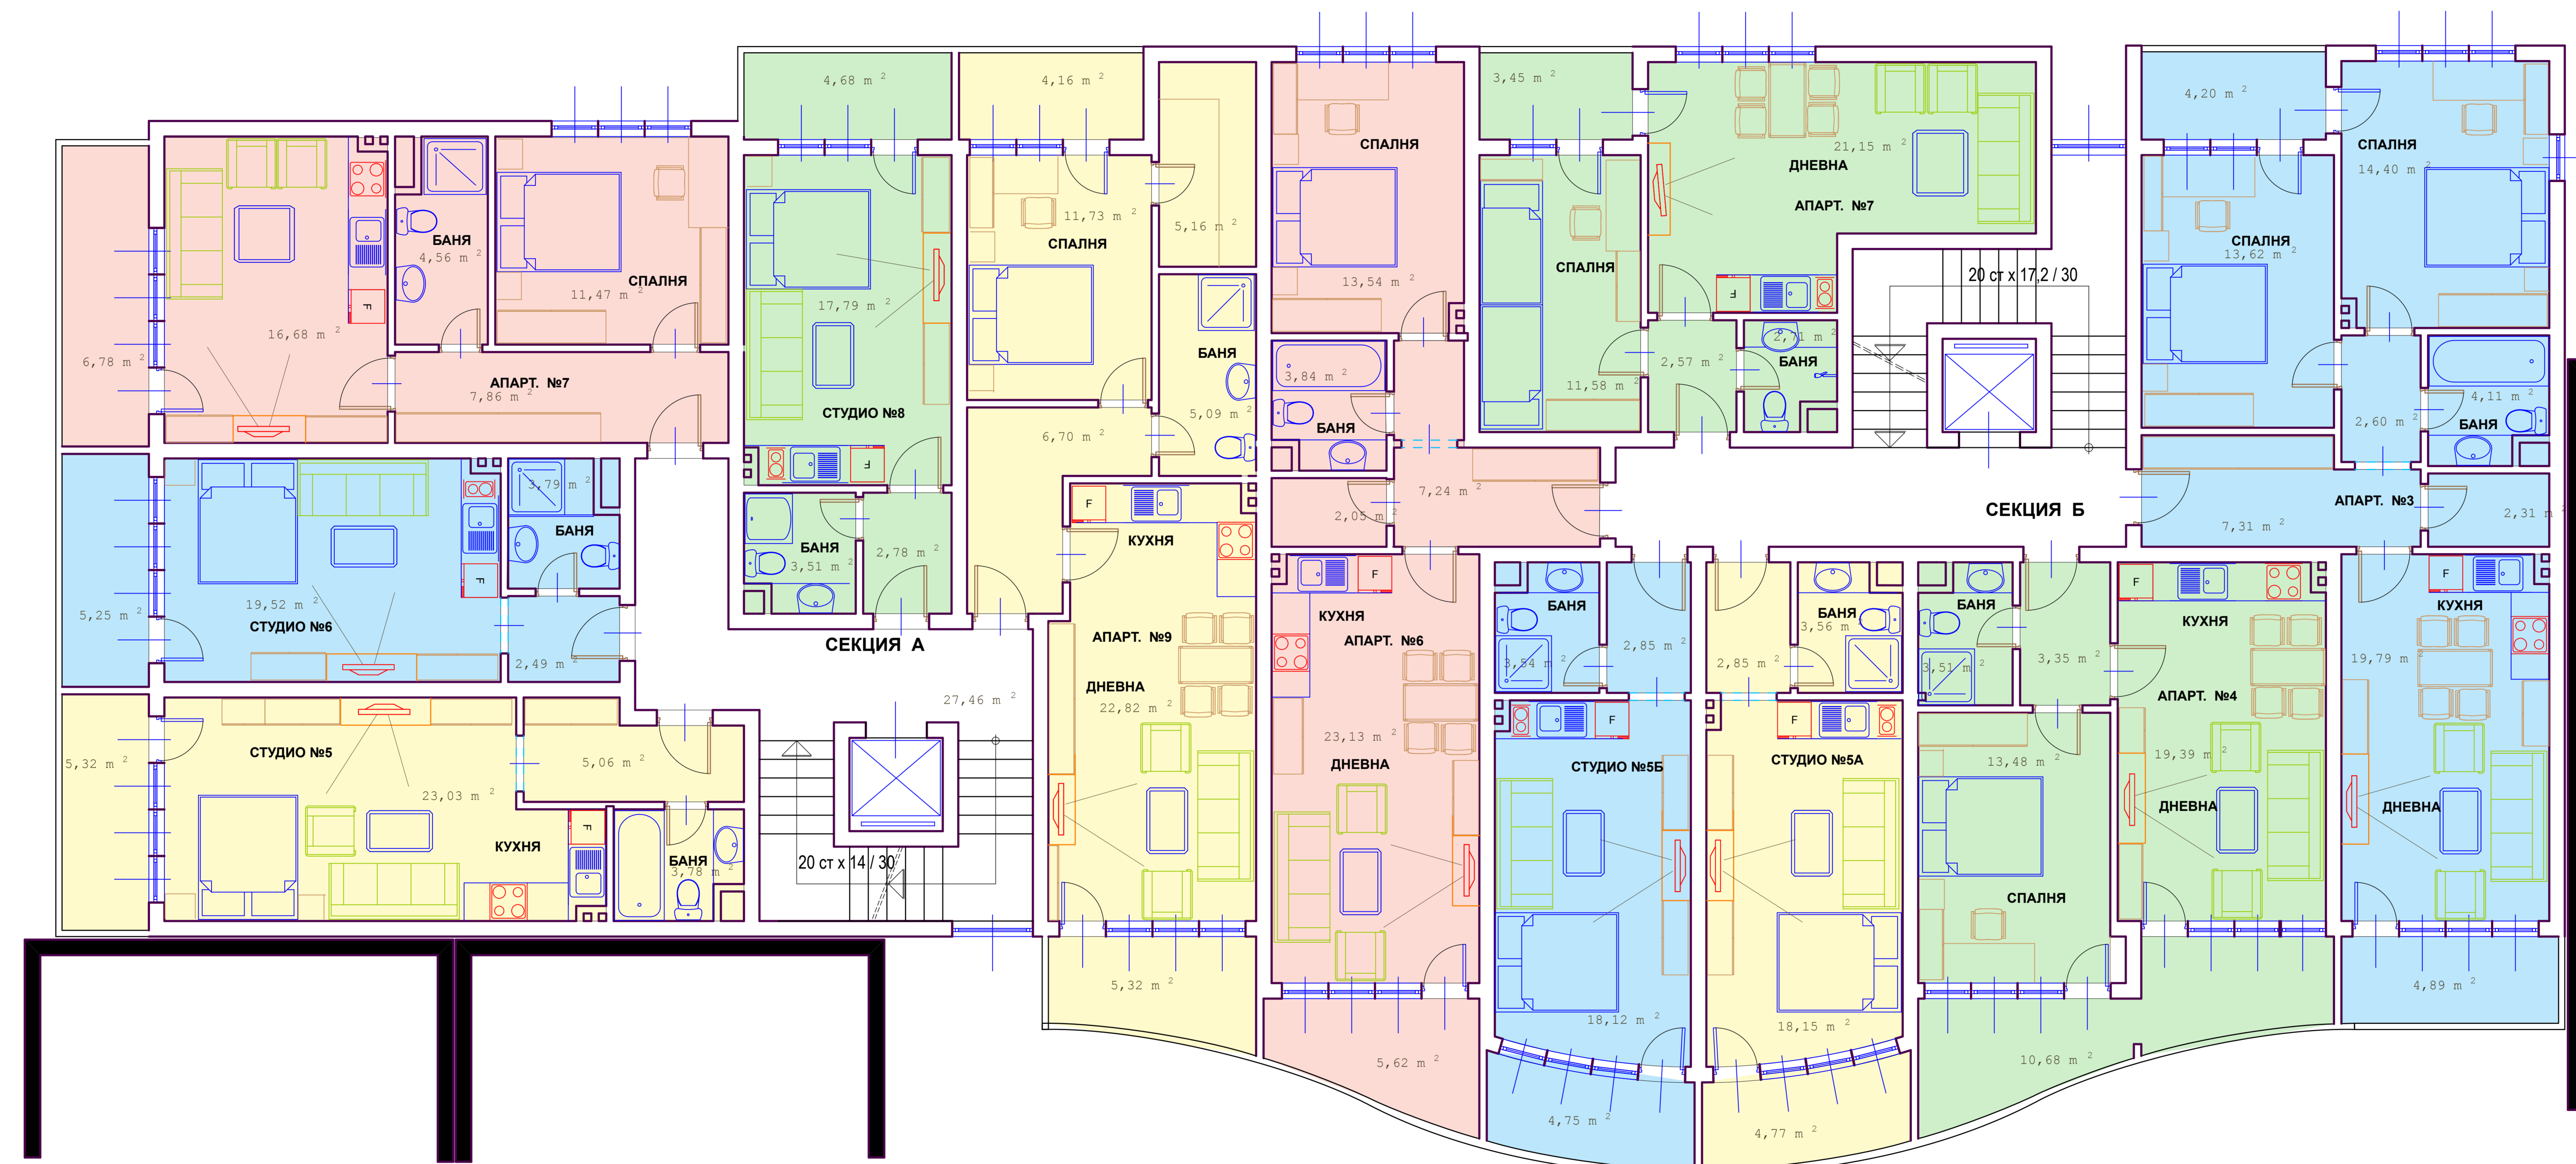 6,78 m 2
16,68 m 2
F
БАНЯ
4,56 m 2
СПАЛНЯ
11,47 m 2
АПАРТ. №7
7,86 m 2
5,25 m 2
19,52 m 2
СТУДИО №6
F
3,79 m 2
БАНЯ
2,49 m 2
5,32 m 2
СТУДИО №5
23,03 m 2
КУХНЯ
F
5,06 m 2
БАНЯ
3,78 m 2
4,68 m 2
17,79 m 2
СТУДИО №8
F
БАНЯ
3,51 m 2
2,78 m 2
СЕКЦИЯ А
27,46 m 2
20 ст х 14 / 30
4,16 m 2
11,73 m 2
СПАЛНЯ
5,16 m 2
БАНЯ
5,09 m 2
6,70 m 2
F
КУХНЯ
АПАРТ. №9
ДНЕВНА
22,82 m 2
5,32 m 2
СПАЛНЯ
13,54 m 2
3,84 m 2
БАНЯ
2,05 m 2
7,24 m 2
F
КУХНЯ
АПАРТ. №6
23,13 m 2
ДНЕВНА
5,62 m 2
3,45 m 2
СПАЛНЯ
11,58 m 2
21,15 m 2
ДНЕВНА
АПАРТ. №7
F
2,57 m 2
2,71 m 2
БАНЯ
20 ст х 17,2 / 30
СЕКЦИЯ Б
БАНЯ
3,54 m 2
2,85 m 2
F
СТУДИО №5Б
18,12 m 2
4,75 m 2
2,85 m 2
БАНЯ
3,56 m 2
F
СТУДИО №5А
18,15 m 2
4,77 m 2
БАНЯ
3,51 m 2
3,35 m 2
13,48 m 2
СПАЛНЯ
F
КУХНЯ
АПАРТ. №4
19,39 m 2
ДНЕВНА
10,68 m 2
4,20 m 2
СПАЛНЯ
14,40 m 2
СПАЛНЯ
13,62 m 2
2,60 m 2
4,11 m 2
БАНЯ
АПАРТ. №3
7,31 m 2
2,31 m 2
F
КУХНЯ
19,79 m 2
ДНЕВНА
4,89 m 2